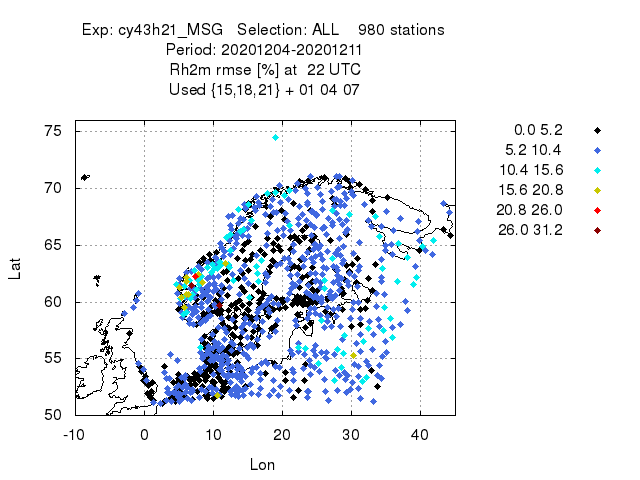 Exp: cy43h21_MSG Selection: ALL 980 stations
Period: 20201204-20201211
Rh2m rmse [%] at 22 UTC
Used {15,18,21} + 01 04 07
0.0 5.2
5.2 10.4
10.4 15.6
15.6 20.8
20.8 26.0
26.0 31.2
75
70
65
60
55
50
Lat
-10 0 10 20 30 40
Lon